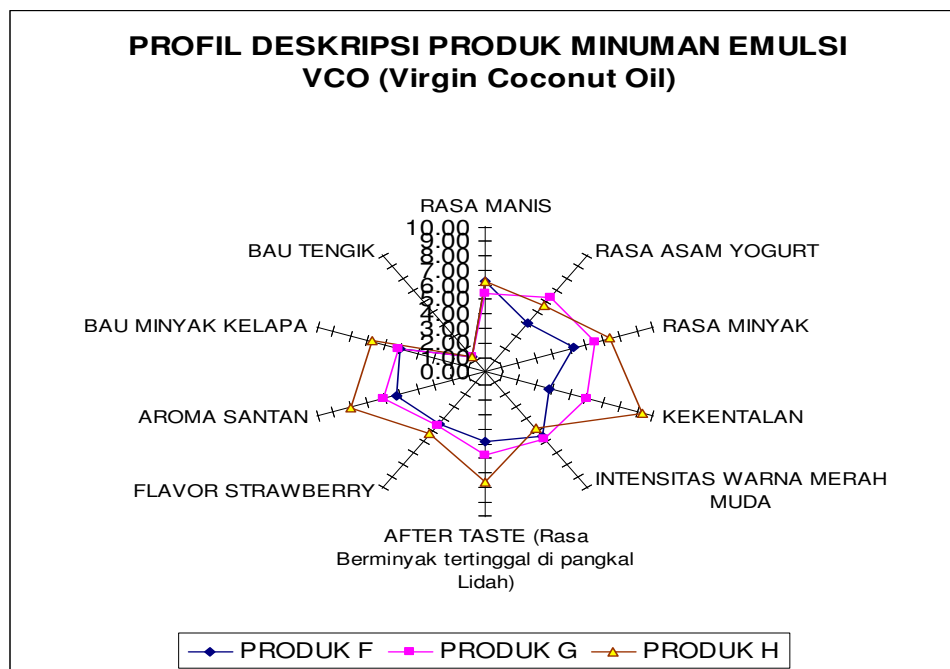 PROFIL DESKRIPSI PRODUK MINUMAN EMULSI
VCO (Virgin Coconut Oil)
RASA MANIS
10.00
9.00
8.00
7.00
6.00
5.00
4.00
3.00
2.00
1.00
0.00
BAU TENGIK
RASA ASAM YOGURT
BAU MINYAK KELAPA
RASA MINYAK
AROMA SANTAN
KEKENTALAN
FLAVOR STRAWBERRY
INTENSITAS WARNA MERAH
MUDA
AFTER TASTE (Rasa
Berminyak tertinggal di pangkal
Lidah)
PRODUK F PRODUK G PRODUK H